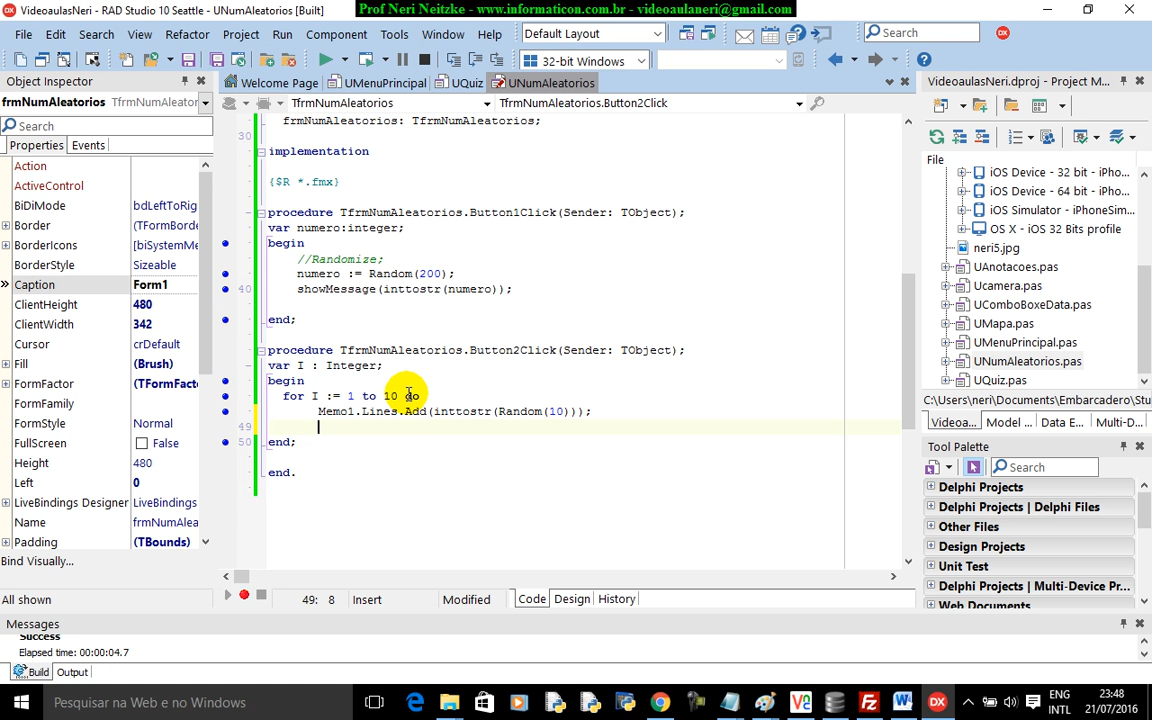 VideoaulasNeri - RAD Studio 10 Seattle - UNumAleatorios [Built]
Prof Neri Neitzke - www.informaticon.com.br - videoaulaneri@gmail.com
File Edit Search View Refactor Project Run Component Tools Window Help
Default Layout
Search
32-bit Windows
Object Inspector
Welcome Page UMenuPrincipal UQuiz UNumAleatorios
VideoaulasNeri.dproj - Project M...
frmNumAleatorios TfrmNumAleator
TfrmNumAleatorios
TfrmNumAleatorios.Button2Click
Search
Properties Events
Action
ActiveControl
BiDiMode bdLeftToRig
Border (TFormBorde
BorderIcons [biSystemMe
BorderStyle Sizeable
Caption Form1
ClientHeight 480
ClientWidth 342
Cursor crDefault
Fill (Brush)
FormFactor (TFormFacto
FormFamily
FormStyle Normal
FullScreen False
Height 480
Left 0
LiveBindings Designer LiveBindings
Name frmNumAlea
Padding (TBounds)
Bind Visually...
All shown
frmNumAleatorios: TfrmNumAleatorios;
30
implementation
{$R *.fmx}
procedure TfrmNumAleatorios.Button1Click(Sender: TObject);
var numero:integer;
begin
//Randomize;
numero := Random(200);
40 showMessage(inttostr(numero));
end;
procedure TfrmNumAleatorios.Button2Click(Sender: TObject);
var I : Integer;
begin
for I := 1 to 10 do
Memo1.Lines.Add(inttostr(Random(10)));
49
50 end;
end.
49: 8 Insert Modified Code Design History
File
iOS Device - 32 bit - iPho...
iOS Device - 64 bit - iPho...
iOS Simulator - iPhoneSim...
OS X - iOS 32 Bits profile
neri5.jpg
UAnotacoes.pas
Ucamera.pas
UComboBoxData.pas
UMapa.pas
UMenuPrincipal.pas
UNumAleatorios.pas
UQuiz.pas
C:\Users\neri\Documents\Embarcadero\Stu
Videoa... Model ... Data E... Multi-D...
Tool Palette
Search
Delphi Projects
Delphi Projects | Delphi Files
Other Files
Design Projects
Unit Test
Delphi Projects | Multi-Device Pr...
Web Documents
Messages
Success
Elapsed time: 00:00:04.7
Build Output
Pesquisar na Web e no Windows
ENG
INTL
23:48
21/07/2016